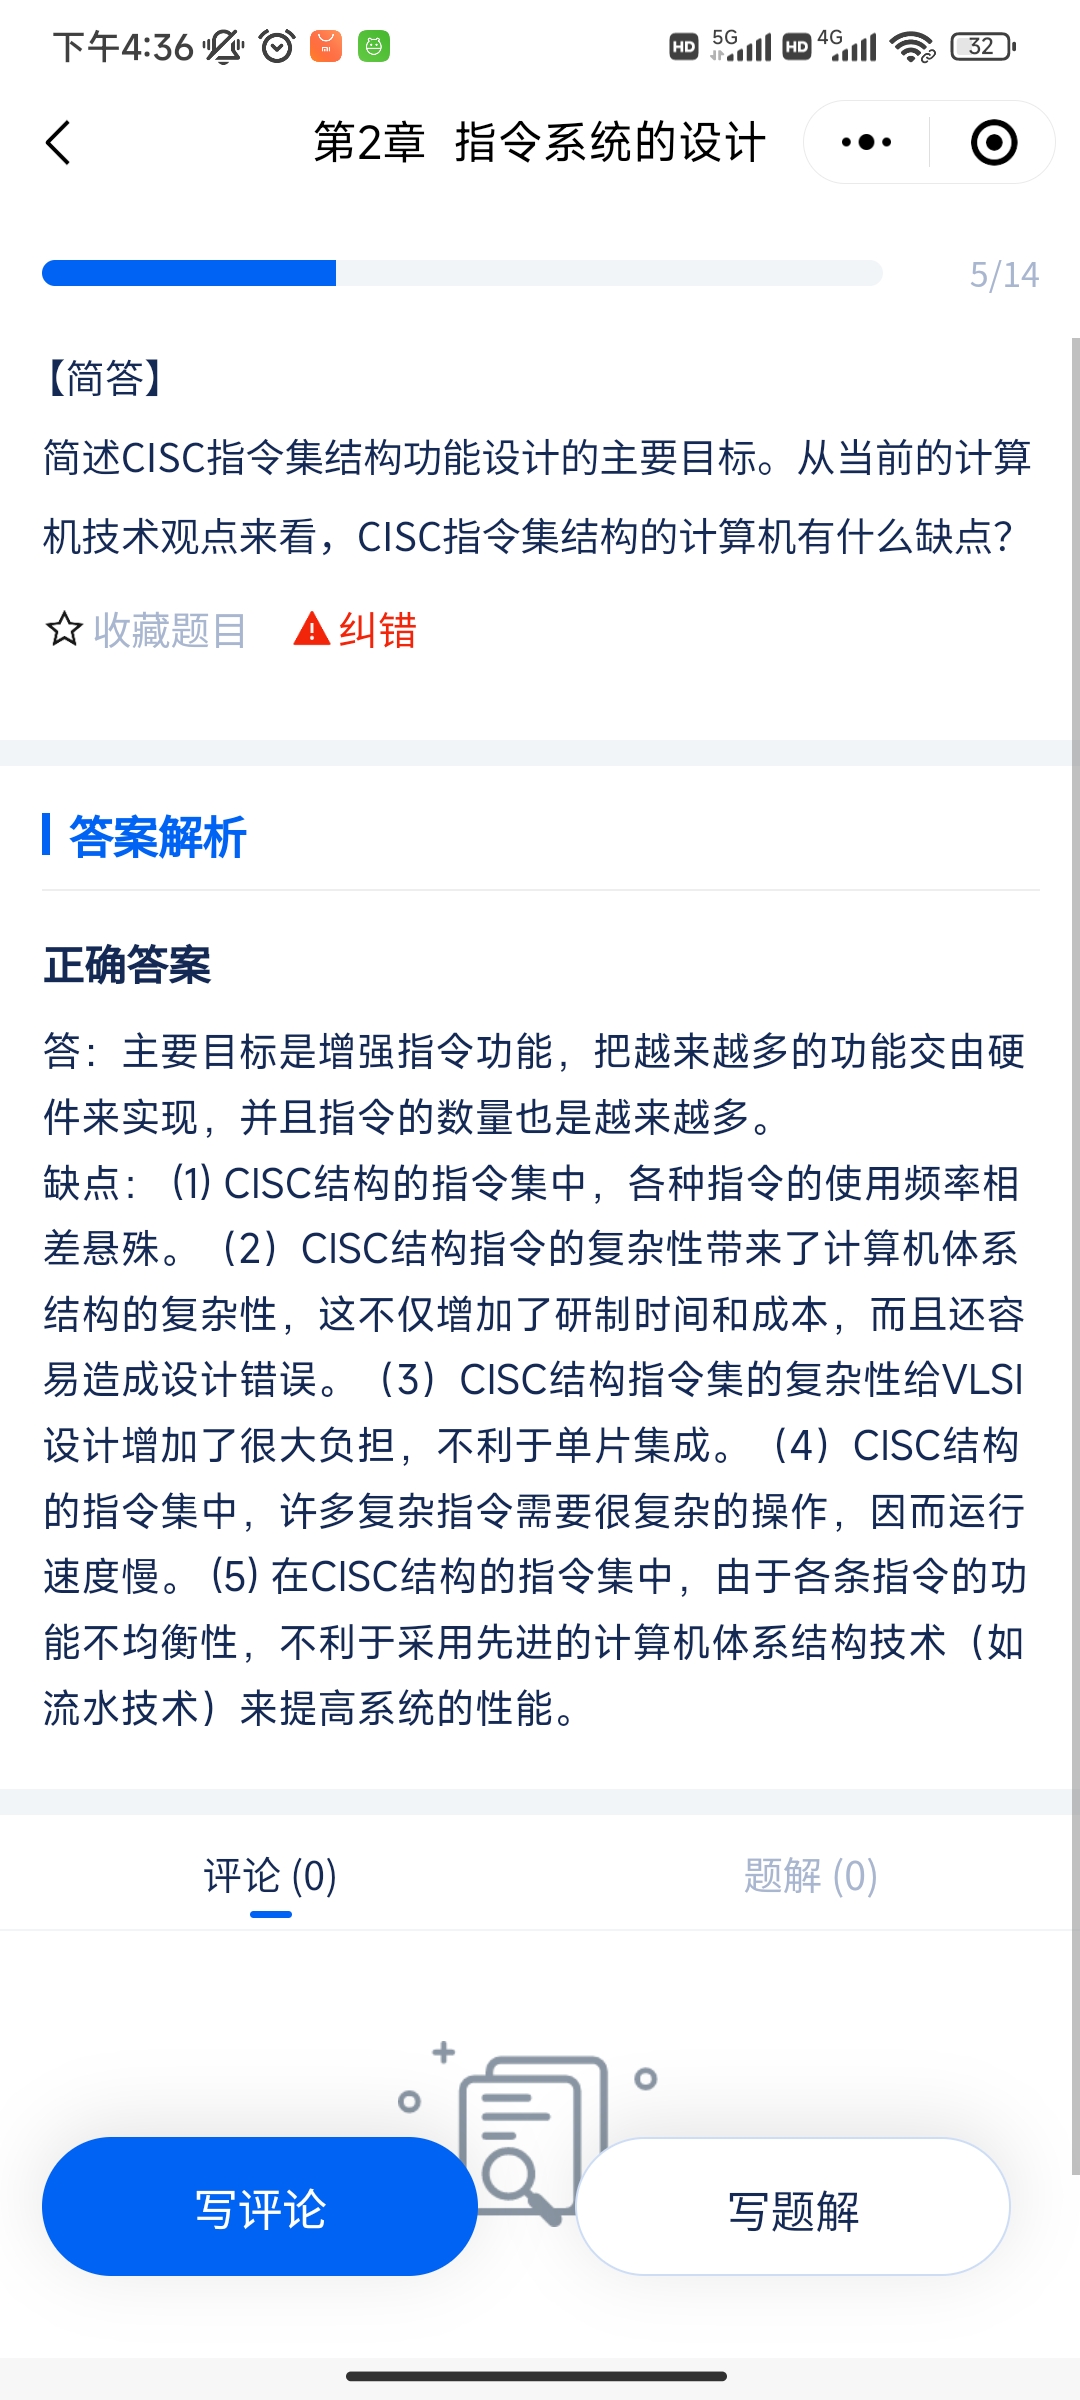 下午4:36
HD 5G HD 4G 32
第2章 指令系统的设计
5/14
【简答】
简述CISC指令集结构功能设计的主要目标。从当前的计算
机技术观点来看，CISC指令集结构的计算机有什么缺点？
收藏题目 纠错
答案解析
正确答案
答：主要目标是增强指令功能，把越来越多的功能交由硬
件来实现，并且指令的数量也是越来越多。
缺点：（1) CISC结构的指令集中，各种指令的使用频率相
差悬殊。（2）CISC结构指令的复杂性带来了计算机体系
结构的复杂性，这不仅增加了研制时间和成本，而且还容
易造成设计错误。（3）CISC结构指令集的复杂性给VLSI
设计增加了很大负担，不利于单片集成。（4）CISC结构
的指令集中，许多复杂指令需要很复杂的操作，因而运行
速度慢。(5) 在CISC结构的指令集中，由于各条指令的功
能不均衡性，不利于采用先进的计算机体系结构技术（如
流水技术）来提高系统的性能。
评论 (0) 题解 (0)
写评论 写题解